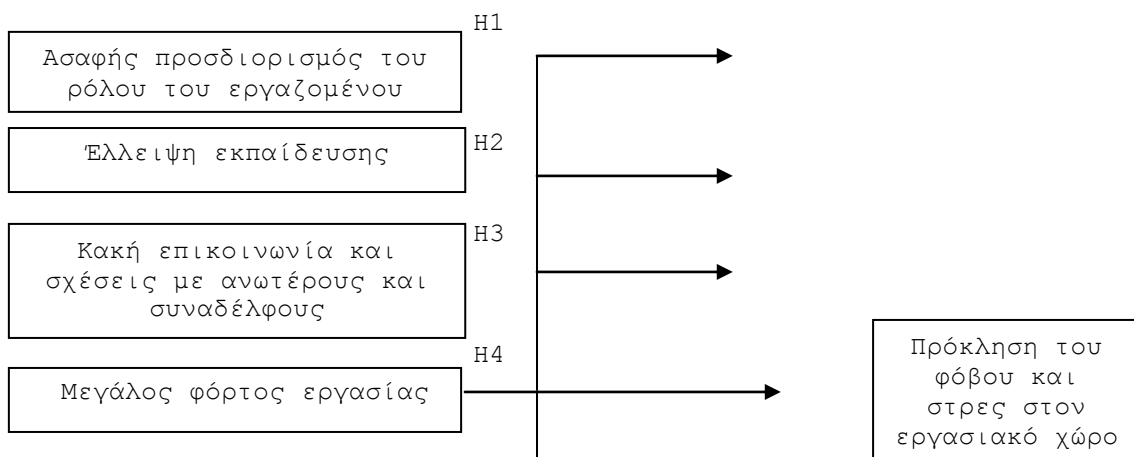 H1
Ασαφής προσδιορισμός του
ρόλου του εργαζομένου
H2
Έλλειψη εκπαίδευσης
H3
Κακή επικοινωνία και
σχέσεις με ανωτέρους και
συναδέλφους
H4
Μεγάλος φόρτος εργασίας
Πρόκληση του
φόβου και
στρες στον
εργασιακό χώρο